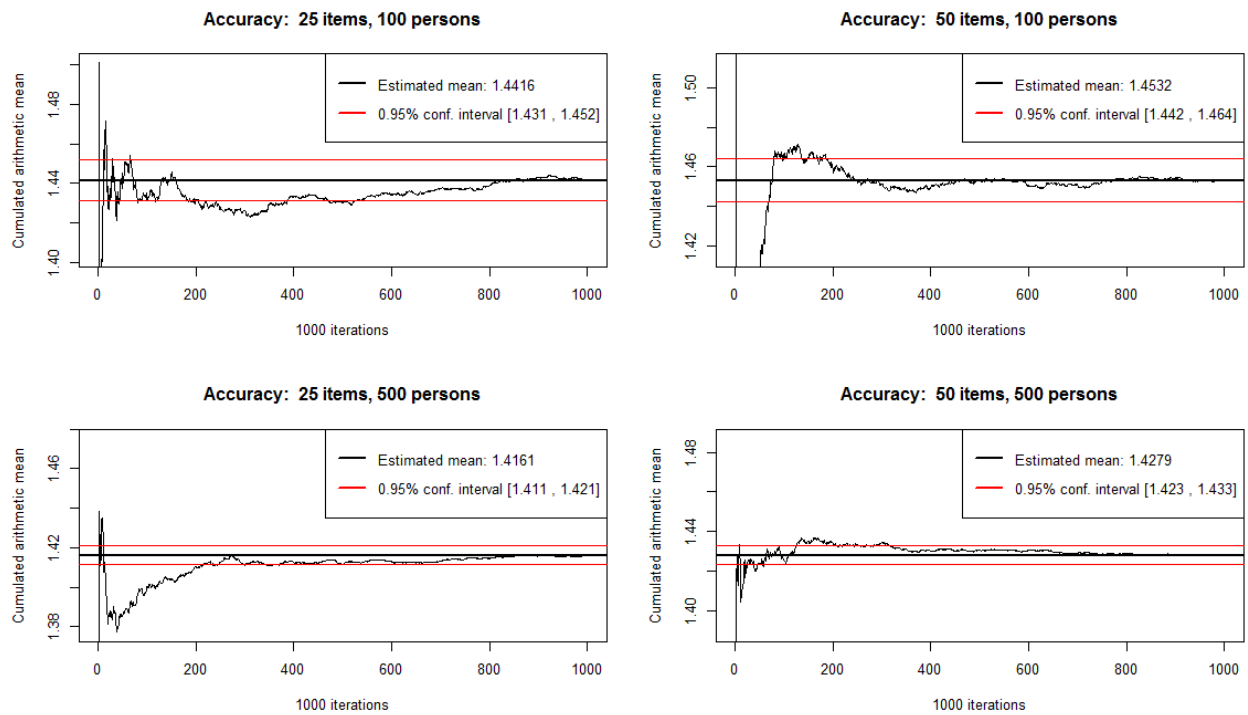 Accuracy: 25 items, 100 persons
Cumulated arithmetic mean
1.48
1.44
1.40
Estimated mean: 1.4416
0.95% conf. interval [1.431 , 1.452]
0 200 400 600 800 1000
1000 iterations
Accuracy: 50 items, 100 persons
Cumulated arithmetic mean
1.50
1.46
1.42
Estimated mean: 1.4532
0.95% conf. interval [1.442 , 1.464]
0 200 400 600 800 1000
1000 iterations
Accuracy: 25 items, 500 persons
Cumulated arithmetic mean
1.46
1.42
1.38
Estimated mean: 1.4161
0.95% conf. interval [1.411 , 1.421]
0 200 400 600 800 1000
1000 iterations
Accuracy: 50 items, 500 persons
Cumulated arithmetic mean
1.48
1.44
1.40
Estimated mean: 1.4279
0.95% conf. interval [1.423 , 1.433]
0 200 400 600 800 1000
1000 iterations